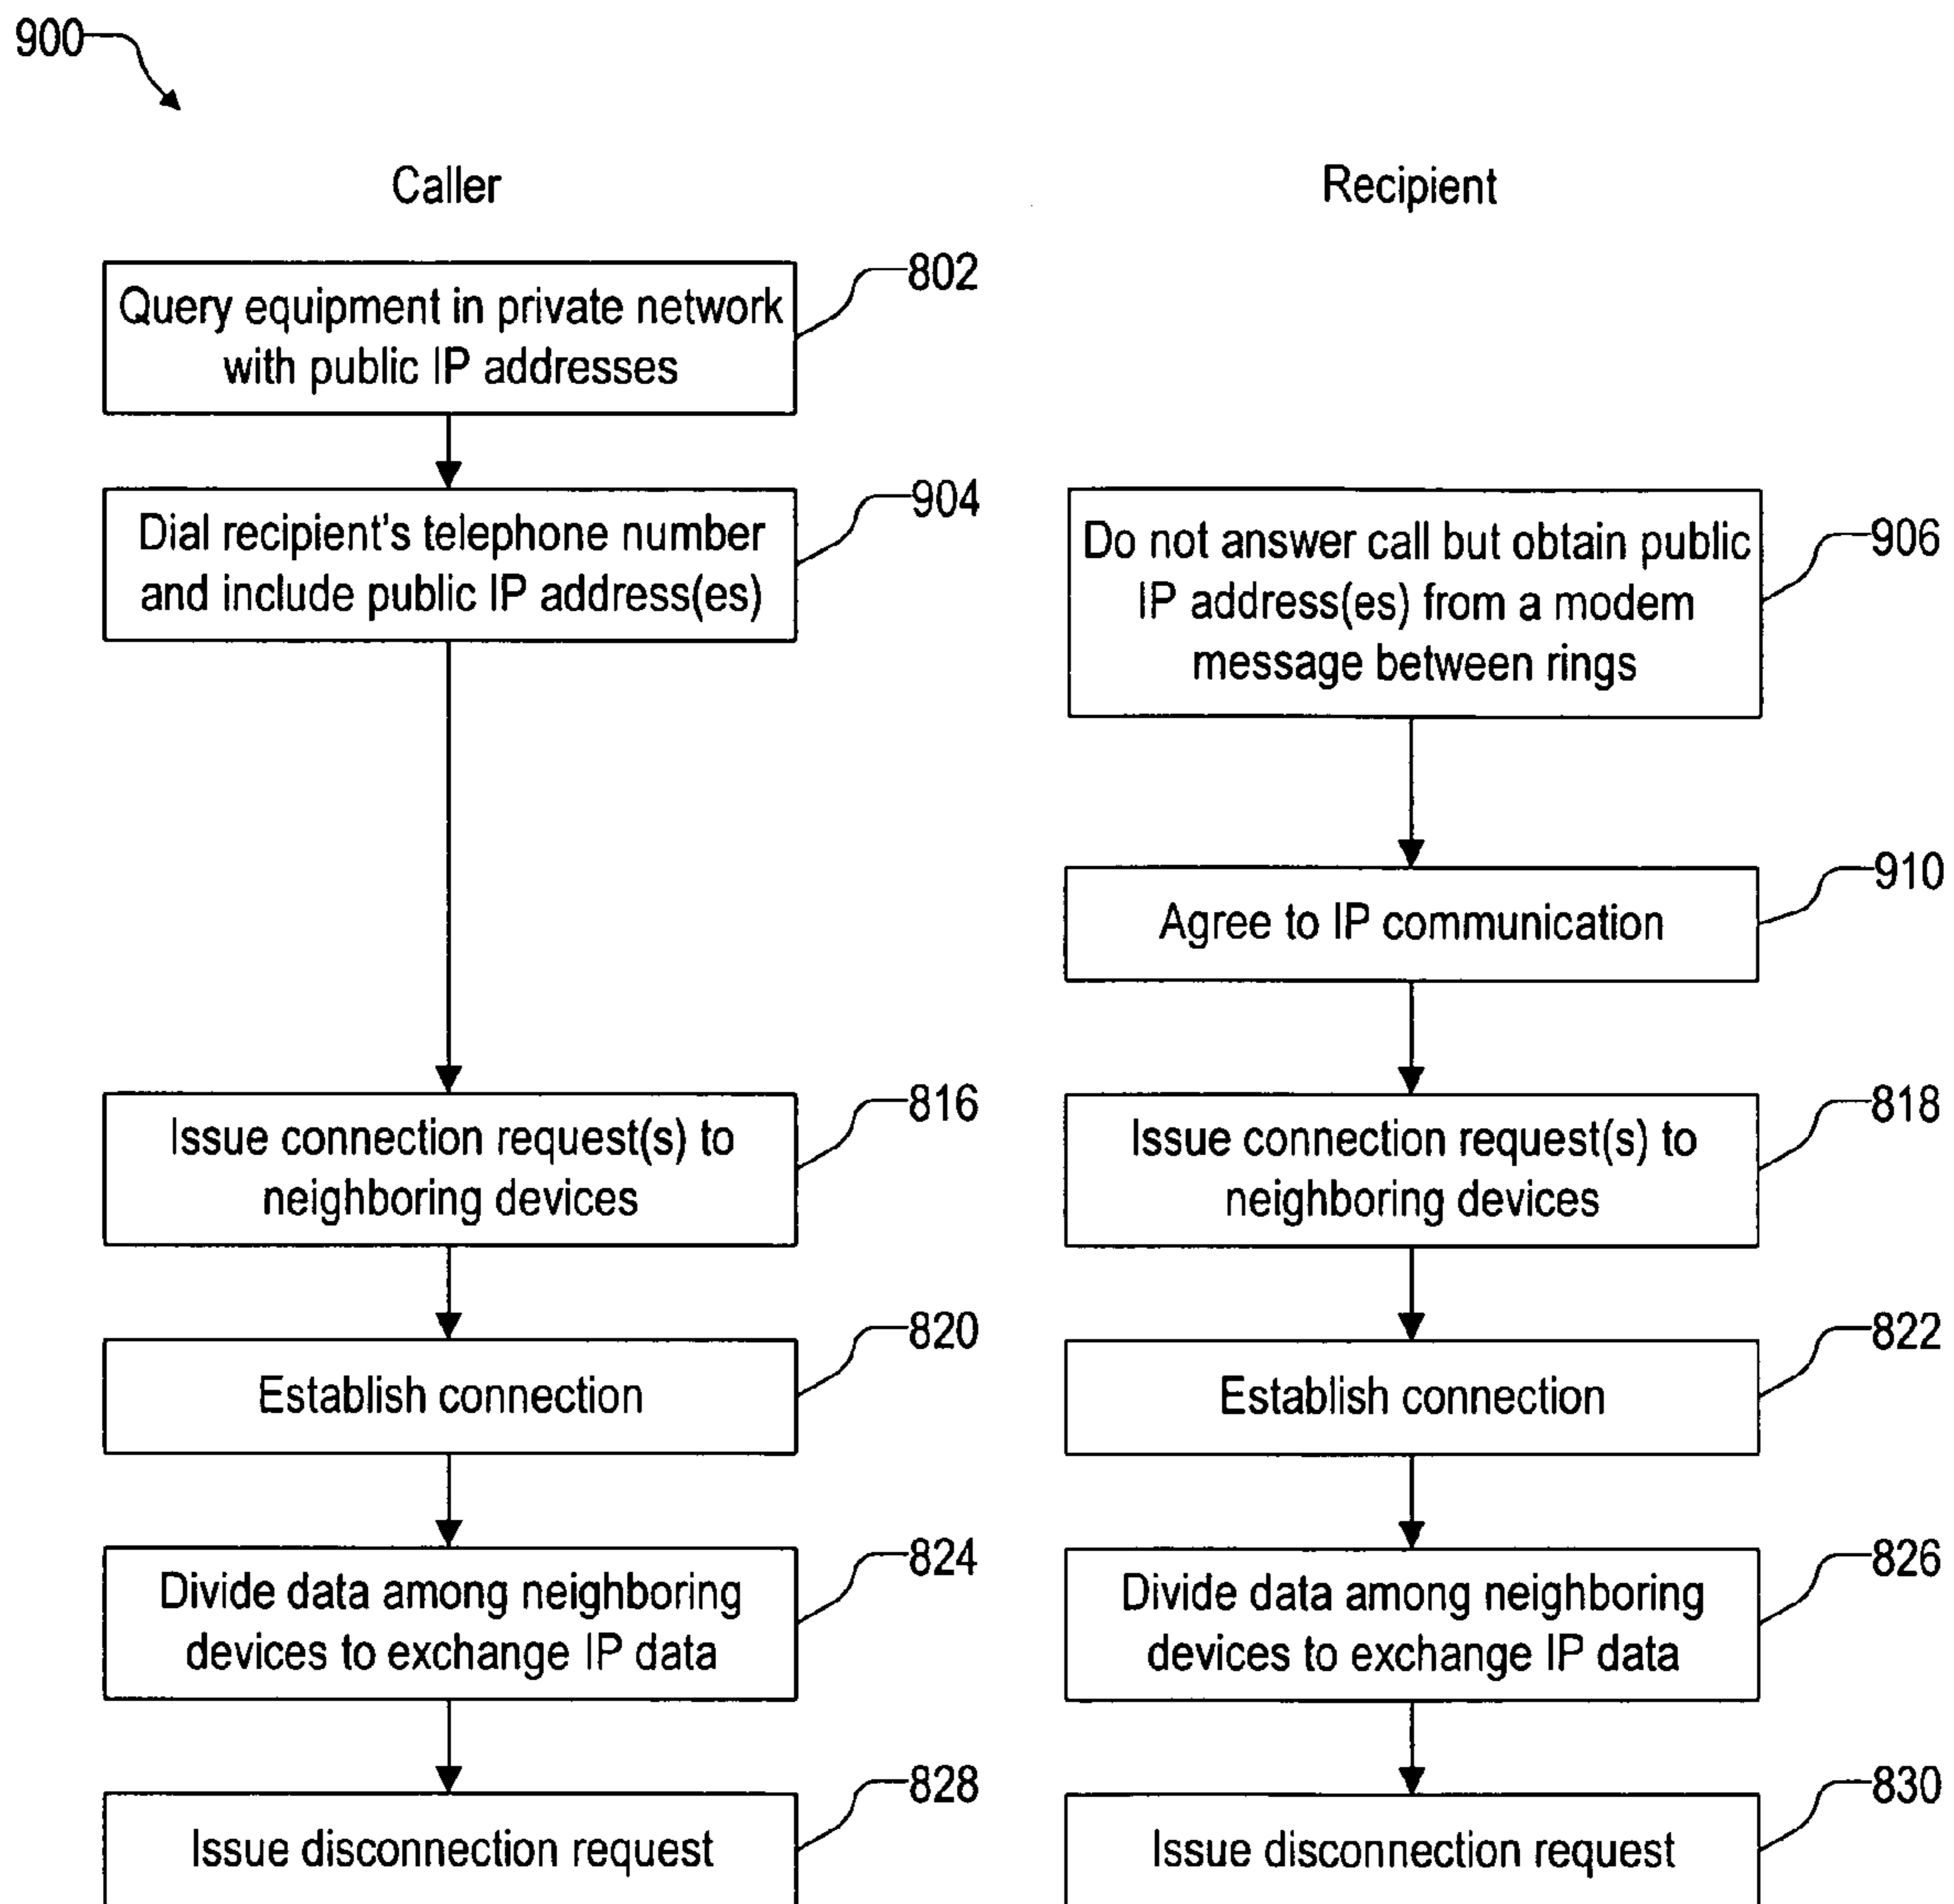 900
Caller
Recipient
802
Query equipment in private network
with public IP addresses
904
Dial recipient's telephone number
and include public IP address(es)
906
Do not answer call but obtain public
IP address(es) from a modem
message between rings
910
Agree to IP communication
816
Issue connection request(s) to
neighboring devices
818
Issue connection request(s) to
neighboring devices
820
Establish connection
822
Establish connection
824
Divide data among neighboring
devices to exchange IP data
826
Divide data among neighboring
devices to exchange IP data
828
Issue disconnection request
830
Issue disconnection request